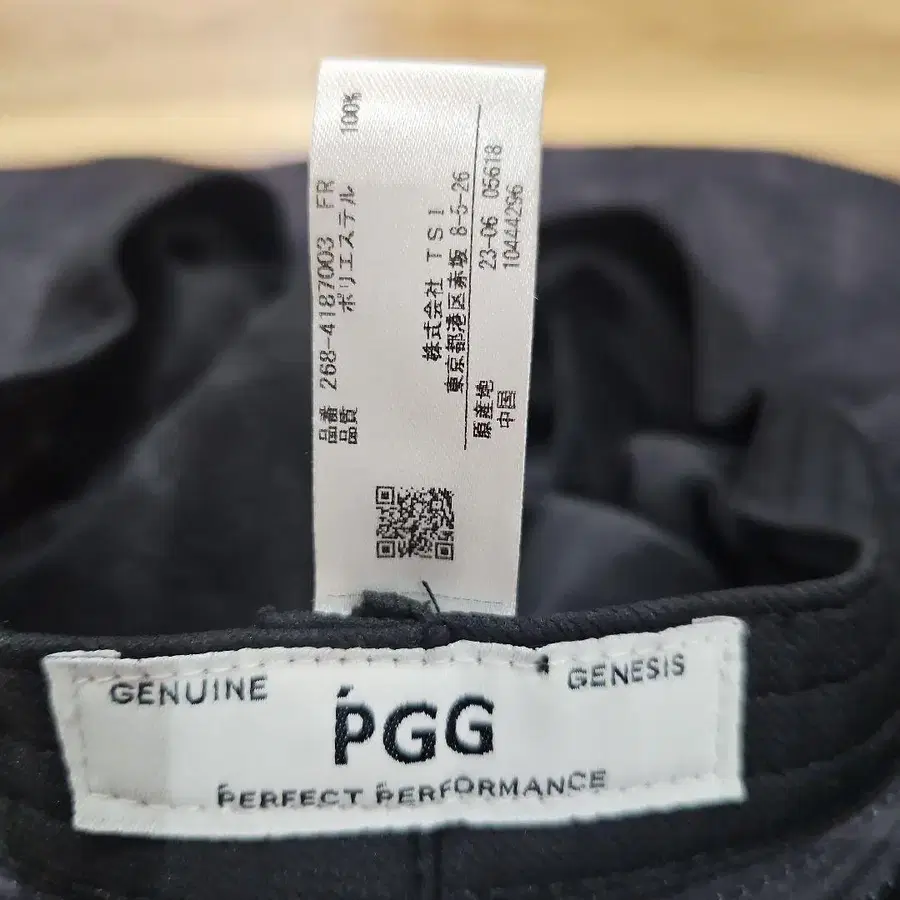 品番 268-4187003 FR
品質 ポリエステル 100%
株式会社 TSI
東京都港区赤坂 8-5-26
原産地 23-06 05618
中国 10444296
GENUINE GENESIS
PGG
PERFECT PERFORMANCE